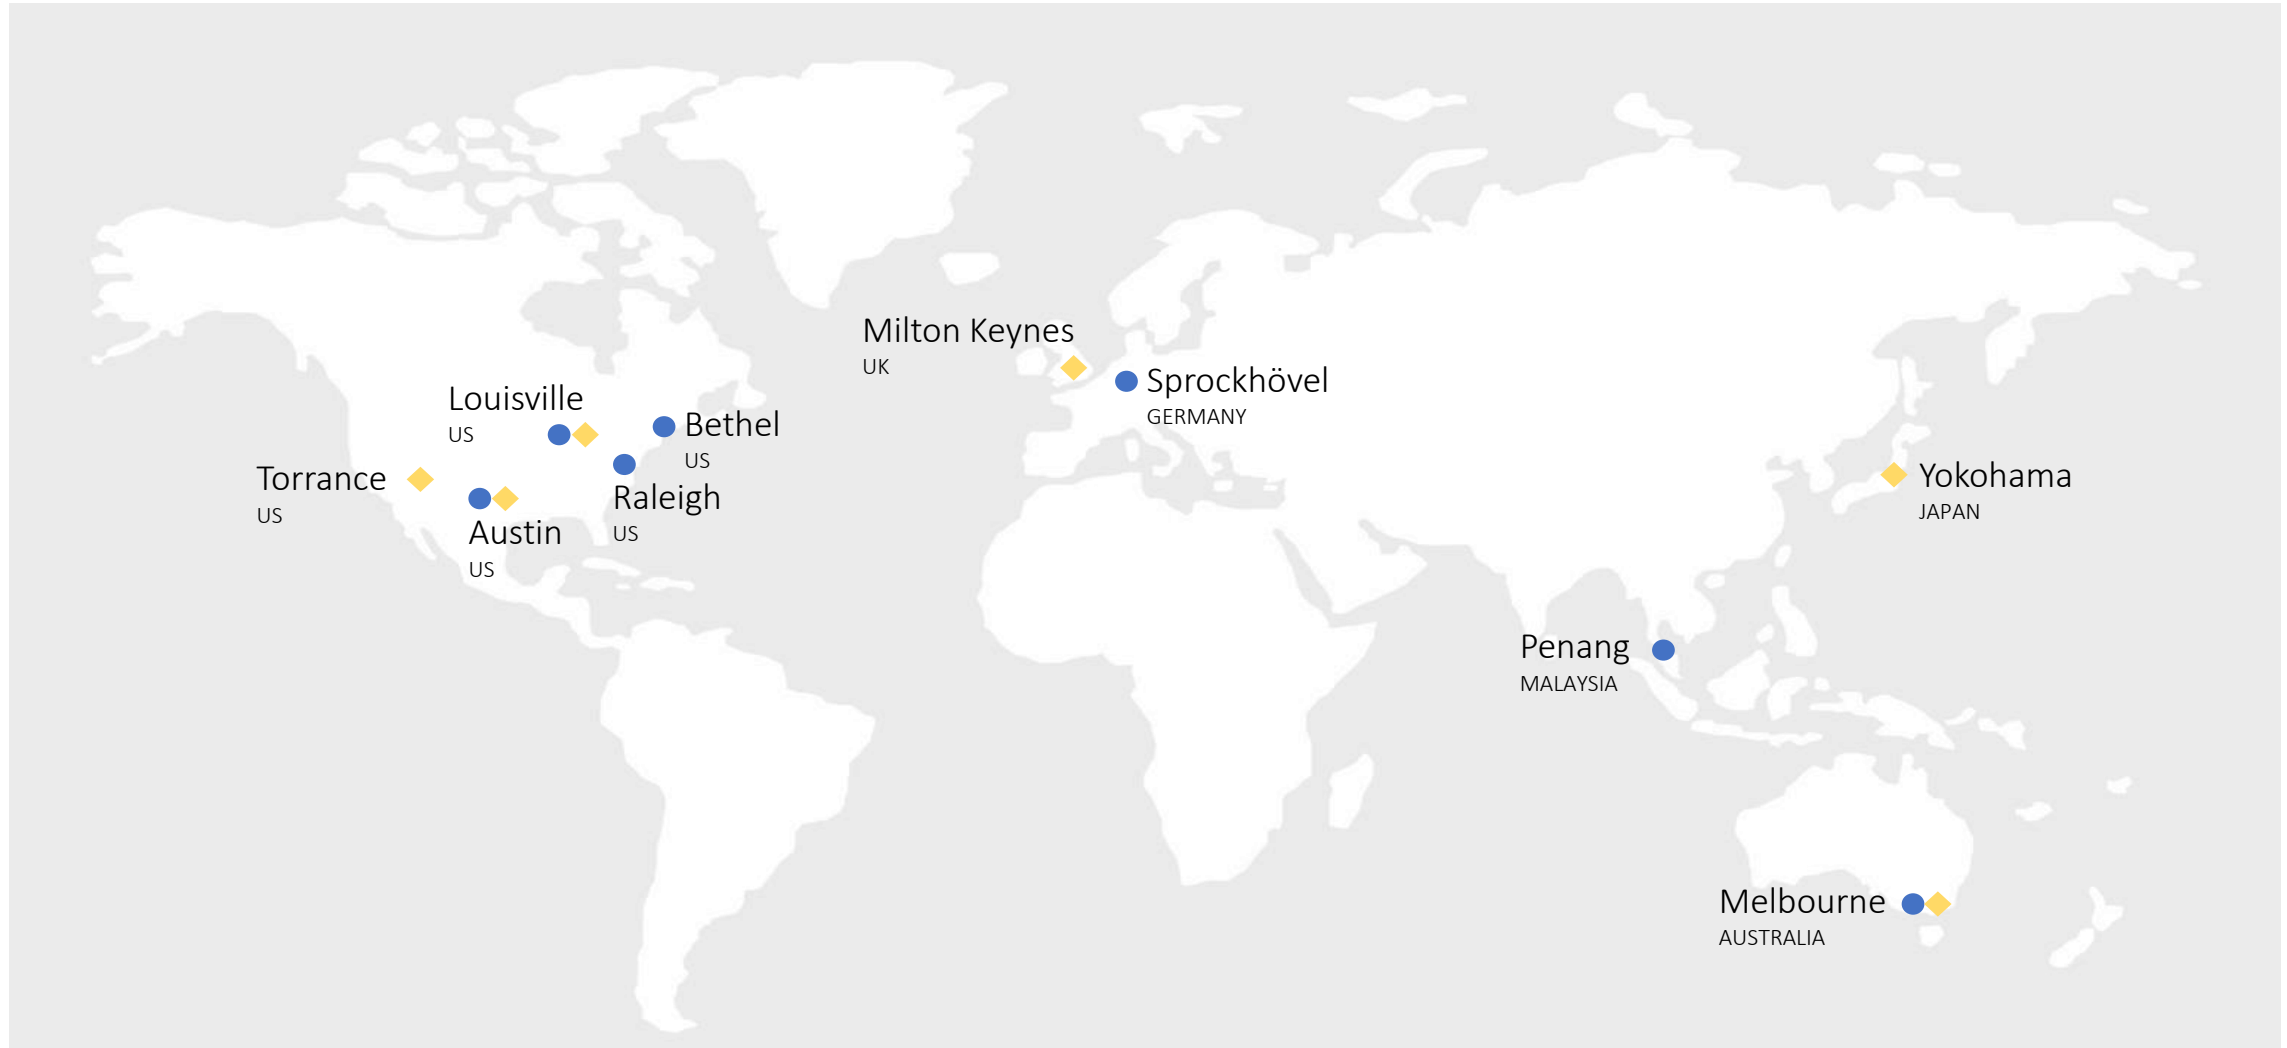 Milton Keynes
UK
Sprockhövel
GERMANY
Louisville
US
Bethel
US
Torrance
US
Raleigh
US
Austin
US
Yokohama
JAPAN
Penang
MALAYSIA
Melbourne
AUSTRALIA